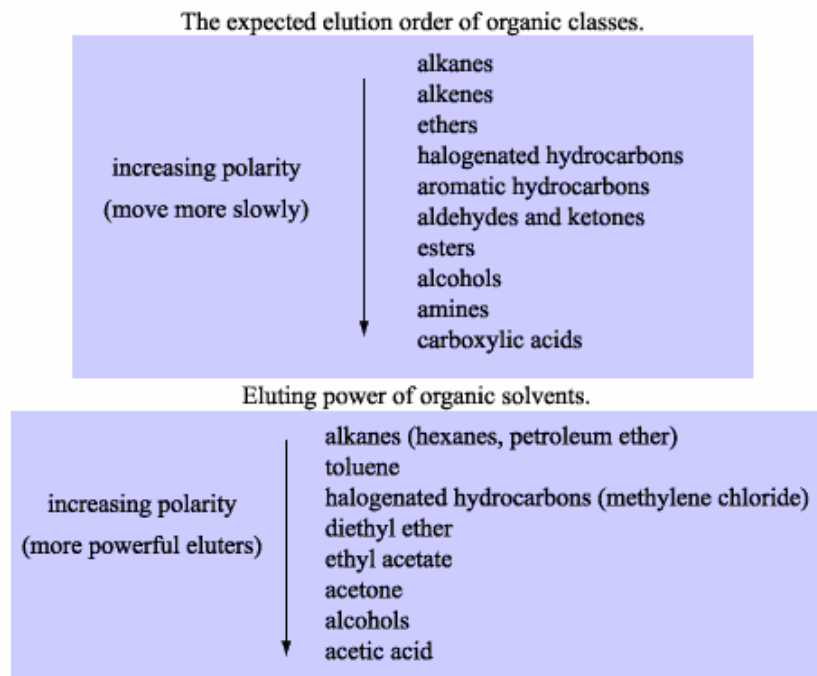 The expected elution order of organic classes.
increasing polarity
(move more slowly)
alkanes
alkenes
ethers
halogenated hydrocarbons
aromatic hydrocarbons
aldehydes and ketones
esters
alcohols
amines
carboxylic acids
Eluting power of organic solvents.
increasing polarity
(more powerful eluters)
alkanes (hexanes, petroleum ether)
toluene
halogenated hydrocarbons (methylene chloride)
diethyl ether
ethyl acetate
acetone
alcohols
acetic acid